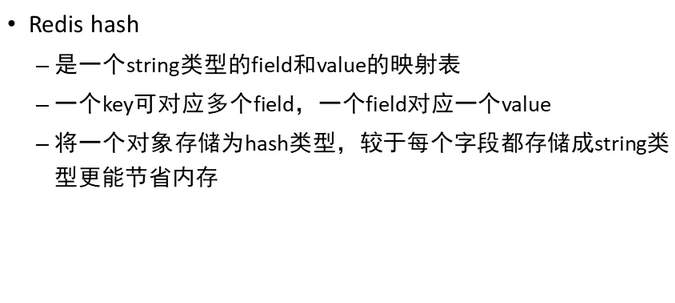 • Redis hash
– 是一个string类型的field和value的映射表
– 一个key可对应多个field，一个field对应一个value
– 将一个对象存储为hash类型，较于每个字段都存储成string类
型更能节省内存